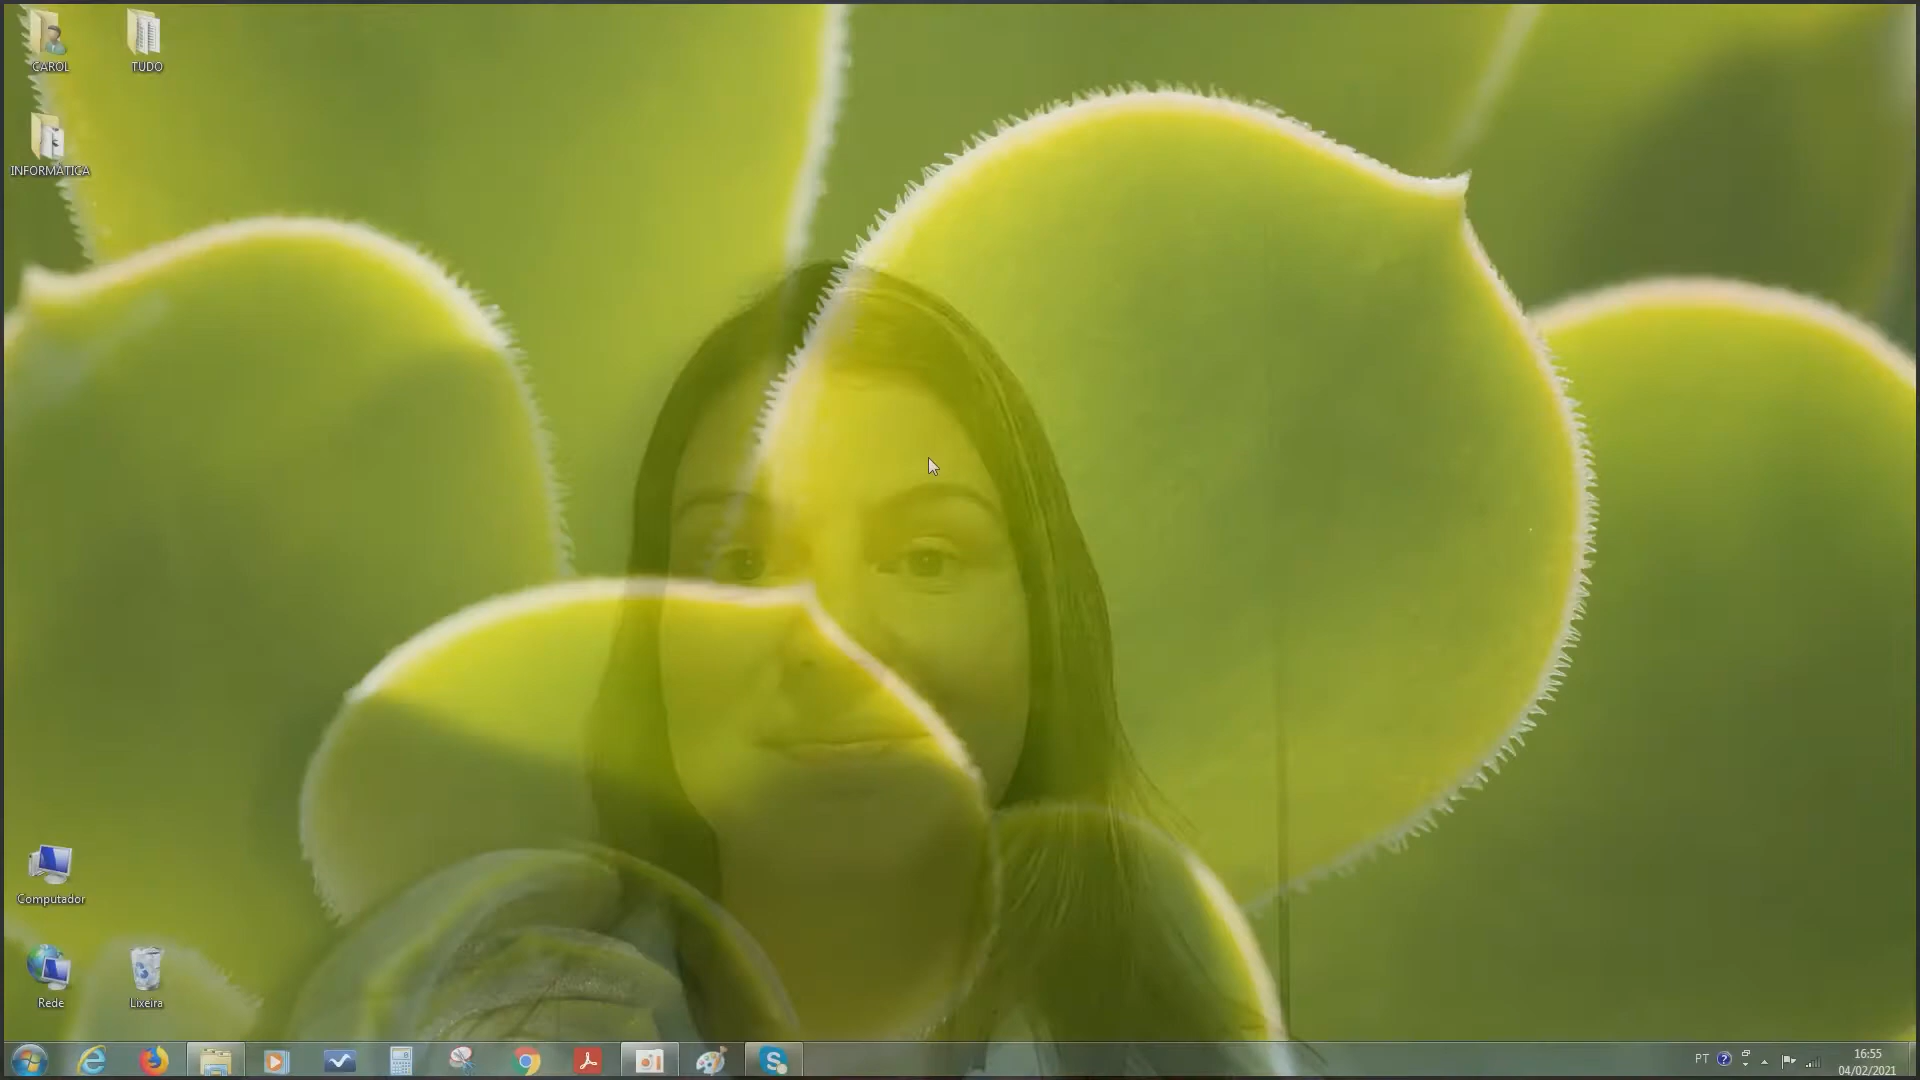 CAROL
TUDO
INFORMÁTICA
Computador
Rede
Lixeira
PT
16:55
04/02/2021